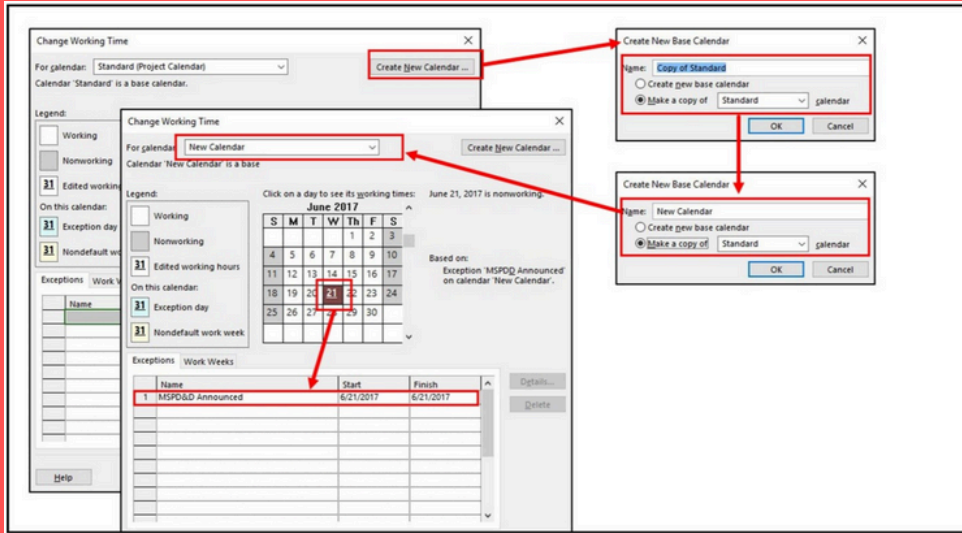 Change Working Time
For calendar: Standard (Project Calendar)
Create New Calendar ...
Calendar 'Standard' is a base calendar.
Legend:
Working
Nonworking
31 Edited working
On this calendar:
31 Exception day
31 Nondefault wo
Exceptions Work W
Name
Help
Change Working Time
For calendar New Calendar
Create New Calendar ...
Calendar 'New Calendar' is a base
Legend:
Working
Nonworking
31 Edited working hours
On this calendar:
31 Exception day
31 Nondefault work week
Click on a day to see its working times:
June 2017
S M T W Th F S
1 2 3
4 5 6 7 8 9 10
11 12 13 14 15 16 17
18 19 20 21 22 23 24
25 26 27 28 29 30
June 21, 2017 is nonworking.
Based on:
Exception 'MSPD&D Announced'
on calendar 'New Calendar'.
Exceptions Work Weeks
Name Start Finish
1 MSPD&D Announced 6/21/2017 6/21/2017
Details...
Delete
Create New Base Calendar
Name: Copy of Standard
Create new base calendar
Make a copy of Standard calendar
OK Cancel
Create New Base Calendar
Name: New Calendar
Create new base calendar
Make a copy of Standard calendar
OK Cancel